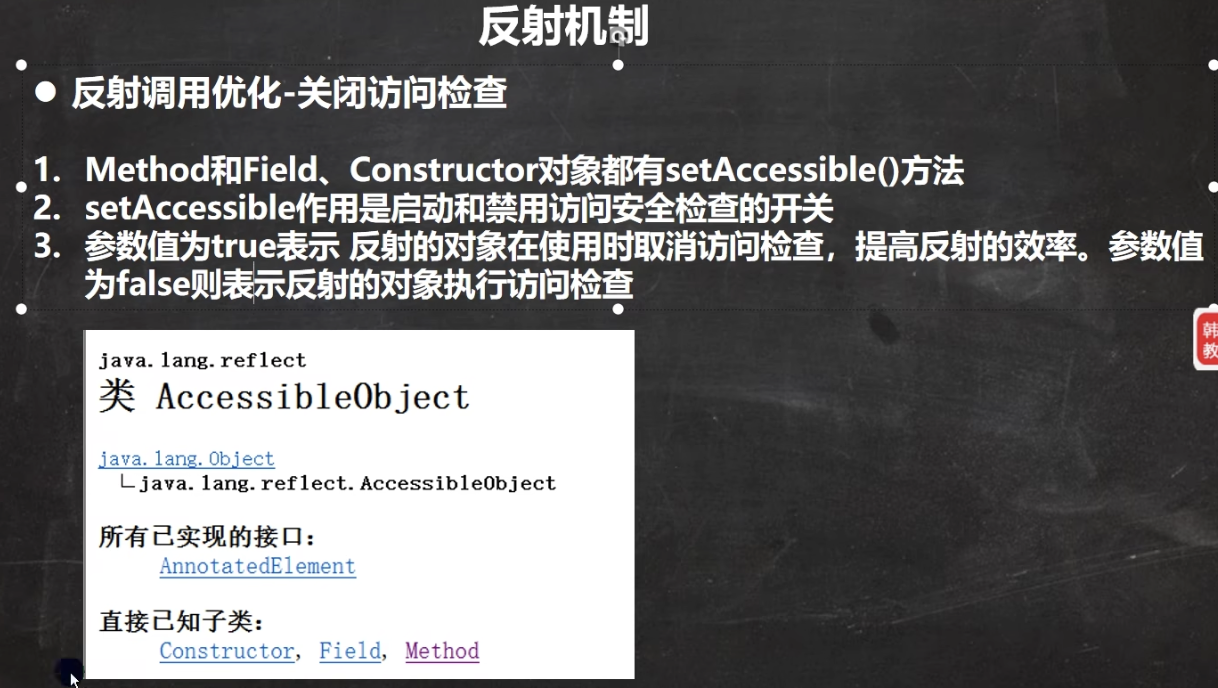 反射机制
● 反射调用优化-关闭访问检查
1. Method和Field、Constructor对象都有setAccessible()方法
2. setAccessible作用是启动和禁用访问安全检查的开关
3. 参数值为true表示 反射的对象在使用时取消访问检查，提高反射的效率。参数值
为false则表示反射的对象执行访问检查
java.lang.reflect
类 AccessibleObject
java.lang.Object
└java.lang.reflect.AccessibleObject
所有已实现的接口：
AnnotatedElement
直接已知子类：
Constructor, Field, Method
韩
教